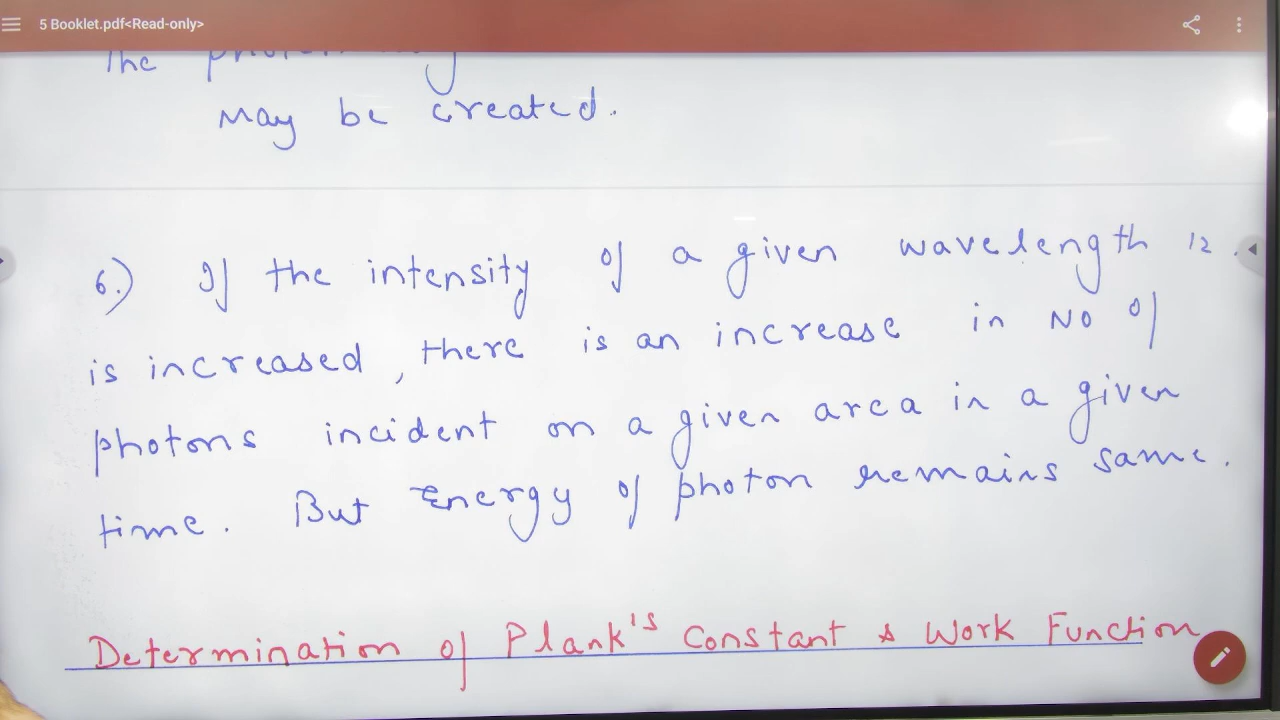 5 Booklet.pdf<Read-only>
The
may be created.
6.) If the intensity of a given wavelength is
is increased, there is an increase in No of
photons incident on a given area in a given
time. But Energy of photon remains same.
Determination of Plank's Constant & Work Function